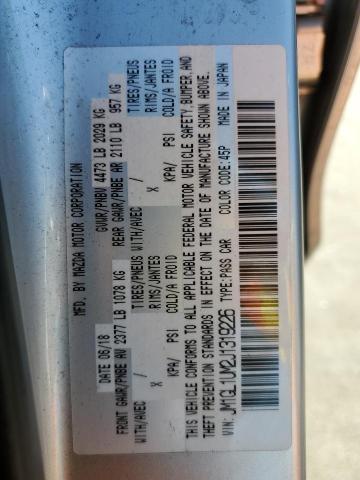 MFD. BY MAZDA MOTOR CORPORATION
DATE 06/18 GVWR/PNBV 4473 LB 2029 KG
FRONT GAWR/PNBE AV 2377 LB 1078 KG REAR GAWR/PNBE AR 2110 LB 957 KG
WITH/AVEC / TIRES/PNEUS WITH/AVEC / TIRES/PNEUS
X RIMS/JANTES X RIMS/JANTES
KPA/ PSI COLD/A FROID KPA/ PSI COLD/A FROID
THIS VEHICLE CONFORMS TO ALL APPLICABLE FEDERAL MOTOR VEHICLE SAFETY, BUMPER, AND
THEFT PREVENTION STANDARDS IN EFFECT ON THE DATE OF MANUFACTURE SHOWN ABOVE.
VIN: JM1GL1UM2J1319226 TYPE:PASS CAR COLOR CODE:45P MADE IN JAPAN